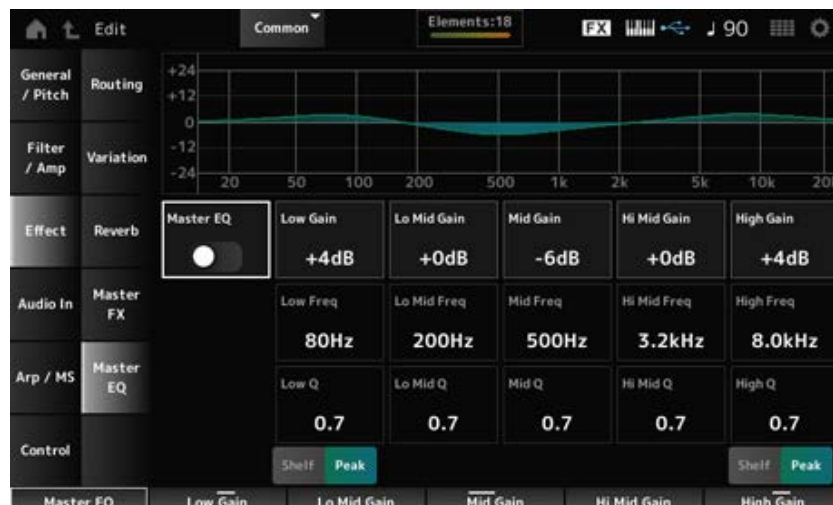 Edit
Common
Elements:18
FX
90
General / Pitch
Routing
+24
+12
0
-12
-24
20
50
100
200
500
1k
2k
5k
10k
20
Filter / Amp
Variation
Effect
Reverb
Master EQ
Low Gain
Lo Mid Gain
Mid Gain
Hi Mid Gain
High Gain
+4dB
+0dB
-6dB
+0dB
+4dB
Audio In
Master FX
Low Freq
Lo Mid Freq
Mid Freq
Hi Mid Freq
High Freq
80Hz
200Hz
500Hz
3.2kHz
8.0kHz
Arp / MS
Master EQ
Low Q
Lo Mid Q
Mid Q
Hi Mid Q
High Q
0.7
0.7
0.7
0.7
0.7
Control
Shelf
Peak
Shelf
Peak
Master EQ
Low Gain
Lo Mid Gain
Mid Gain
Hi Mid Gain
High Gain